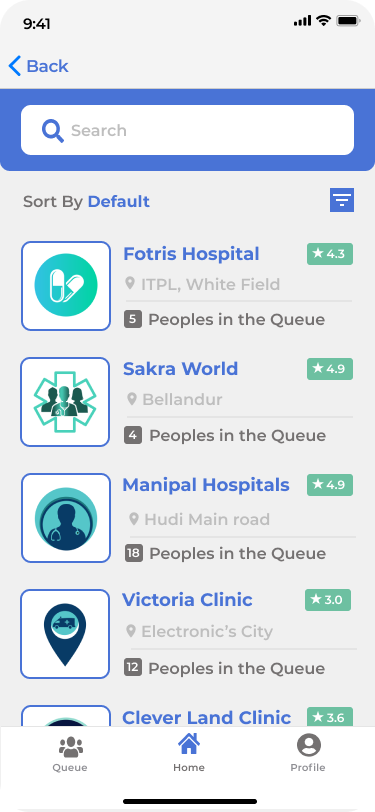 9:41
Back
Search
Sort By Default
Fotris Hospital
4.3
ITPL, White Field
5 Peoples in the Queue
Sakra World
4.9
Bellandur
4 Peoples in the Queue
Manipal Hospitals
4.9
Hudi Main road
18 Peoples in the Queue
Victoria Clinic
3.0
Electronic’s City
12 Peoples in the Queue
Clever Land Clinic
3.6
Queue
Home
Profile